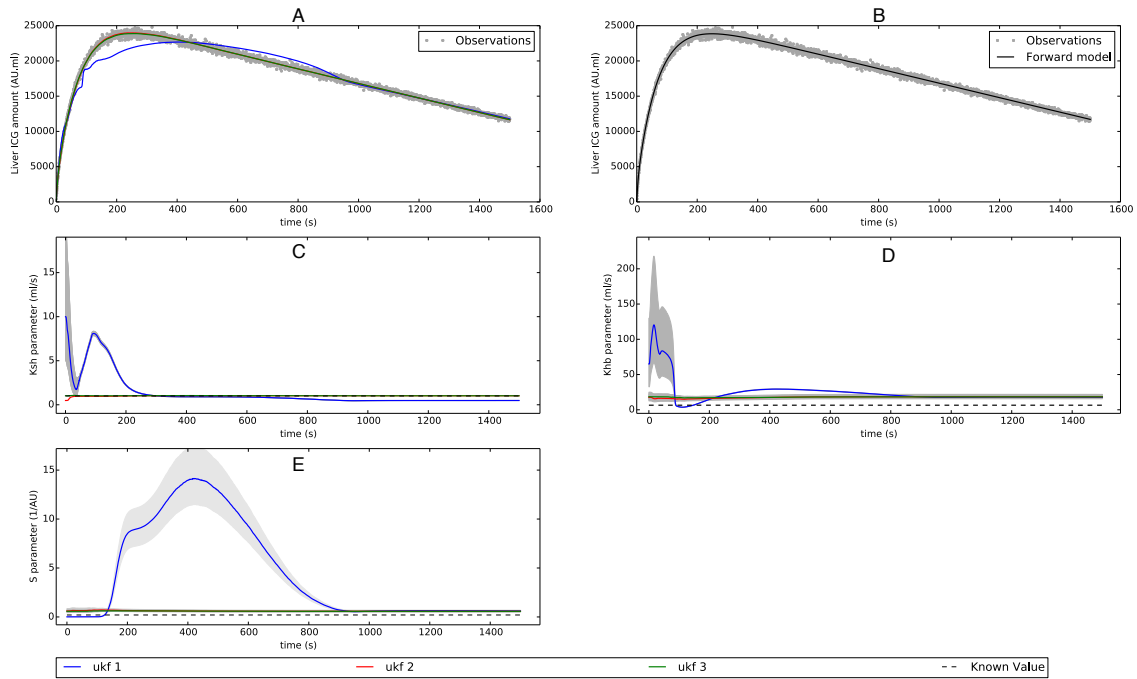 A
25000
20000
15000
10000
5000
0
Liver ICG amount (AU.ml)
Observations
0 200 400 600 800 1000 1200 1400 1600
time (s)
B
25000
20000
15000
10000
5000
0
Liver ICG amount (AU.ml)
Observations
Forward model
0 200 400 600 800 1000 1200 1400 1600
time (s)
C
15
10
5
0
Ksh parameter (ml/s)
0 200 400 600 800 1000 1200 1400
time (s)
D
200
150
100
50
0
Khb parameter (ml/s)
0 200 400 600 800 1000 1200 1400
time (s)
E
15
10
5
0
S parameter (1/AU)
0 200 400 600 800 1000 1200 1400
time (s)
ukf 1 ukf 2 ukf 3 Known Value